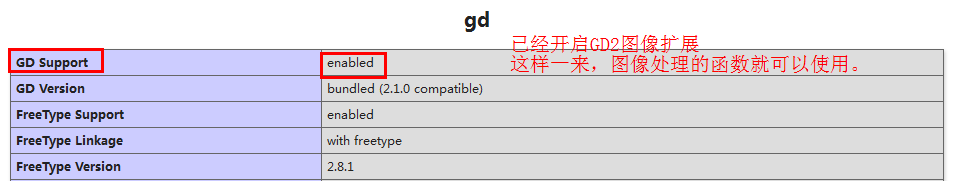 gd
已经开启GD2图像扩展
这样一来，图像处理的函数就可以使用。
GD Support enabled
GD Version bundled (2.1.0 compatible)
FreeType Support enabled
FreeType Linkage with freetype
FreeType Version 2.8.1